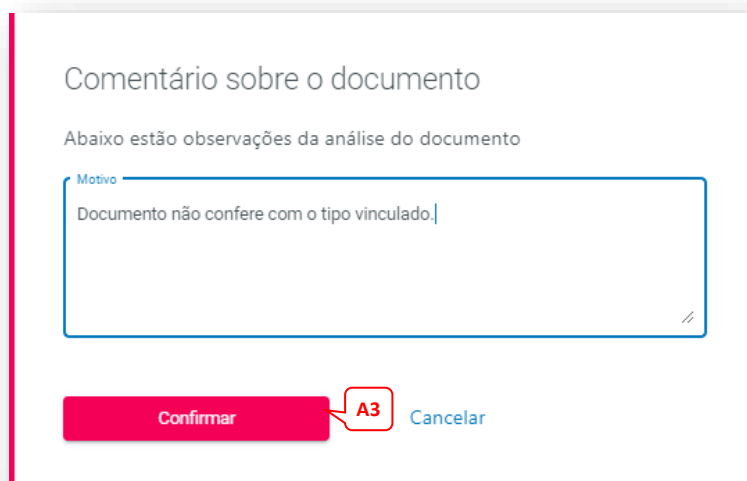 Comentário sobre o documento
Abaixo estão observações da análise do documento
Motivo
Documento não confere com o tipo vinculado.
Confirmar
A3
Cancelar